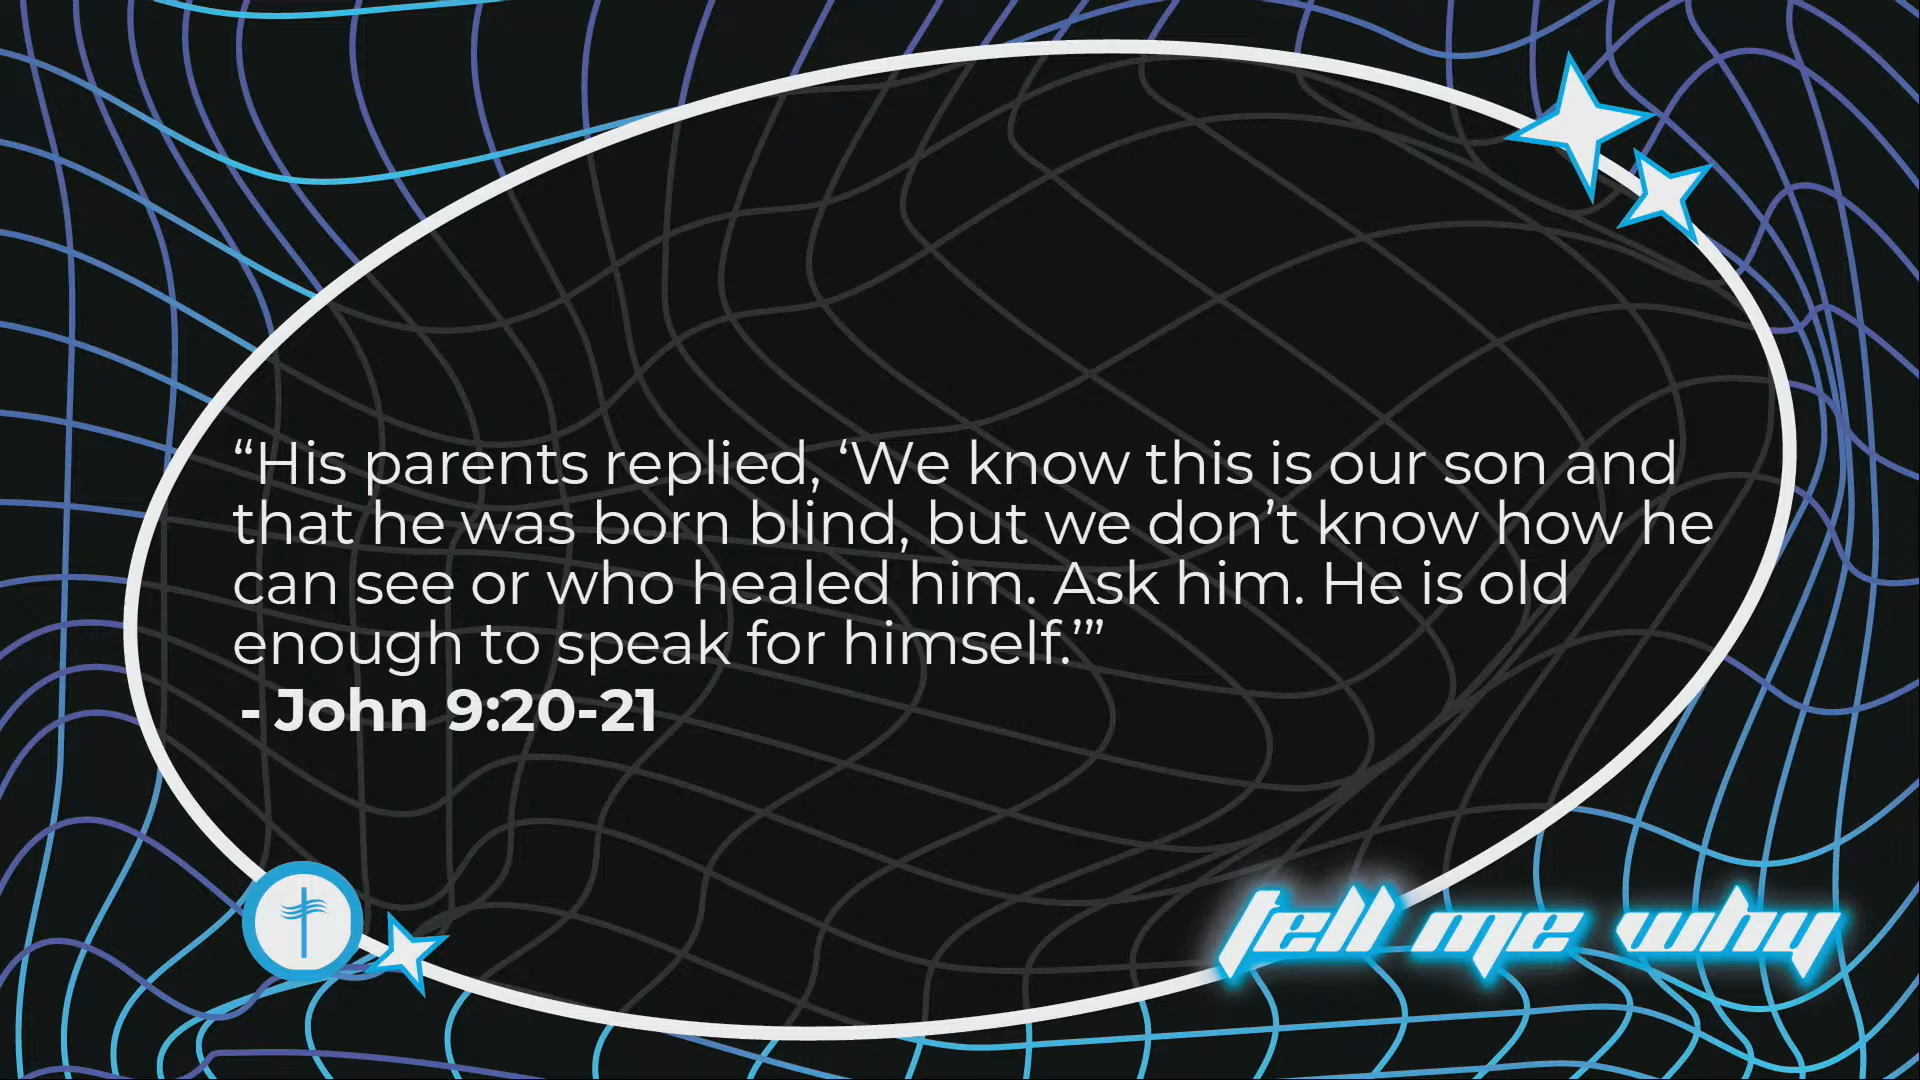 “His parents replied, ‘We know this is our son and
that he was born blind, but we don’t know how he
can see or who healed him. Ask him. He is old
enough to speak for himself.’”
- John 9:20-21
tell me why